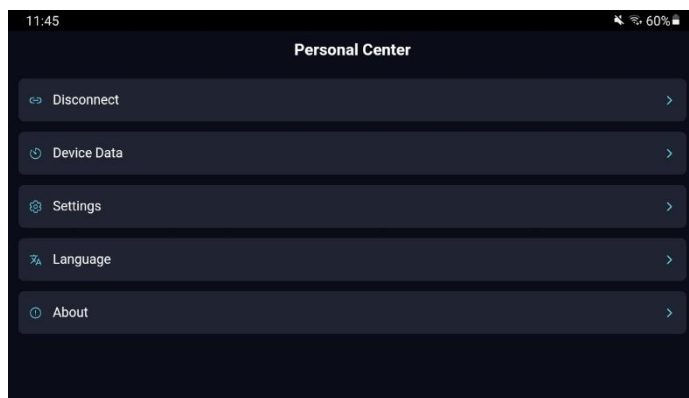 11:45 60%
Personal Center
Disconnect
Device Data
Settings
Language
About